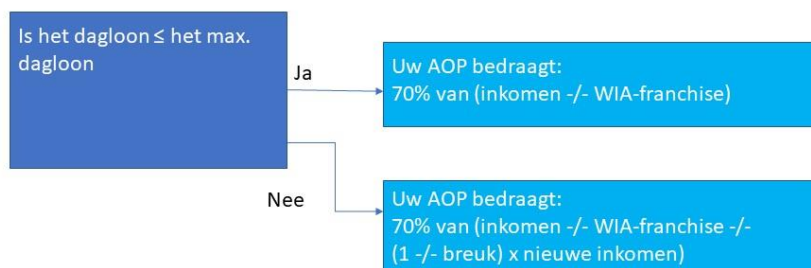 Is het dagloon ≤ het max.
dagloon
Ja
Uw AOP bedraagt:
70% van (inkomen -/- WIA-franchise)
Nee
Uw AOP bedraagt:
70% van (inkomen -/- WIA-franchise -/-
(1 -/- breuk) x nieuwe inkomen)